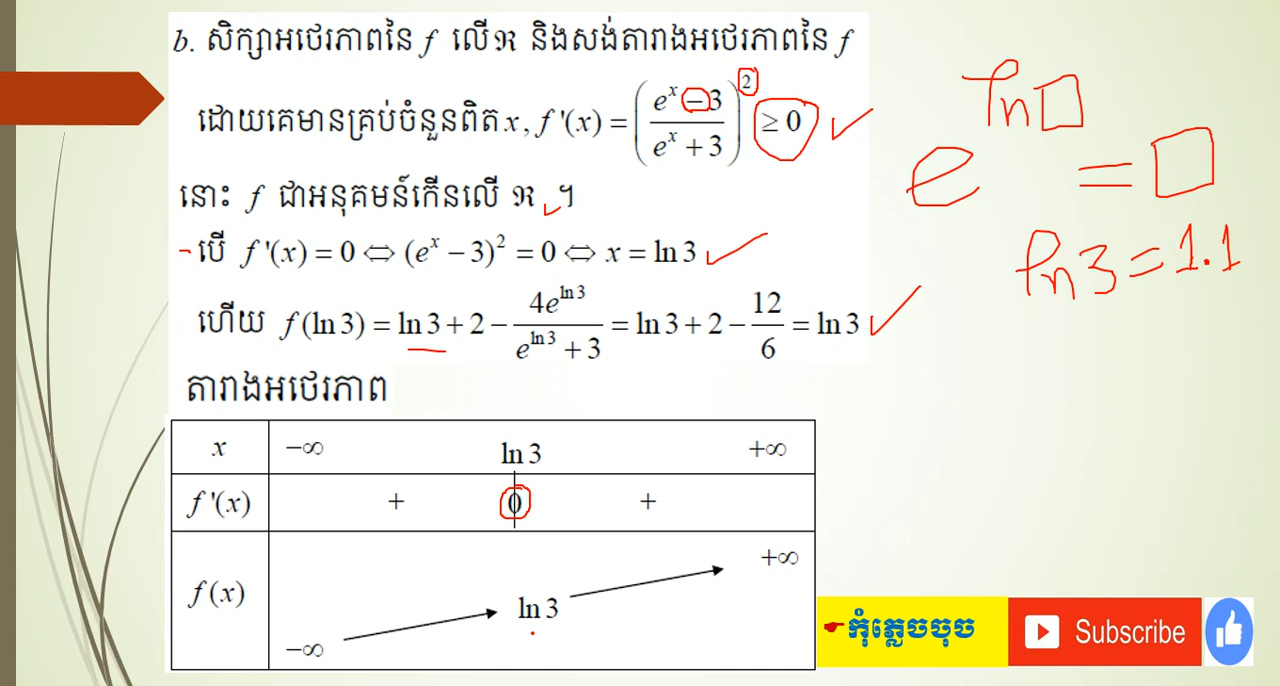 b. សិក្សាអថេរភាពនៃ f លើ ℜ និងសង់តារាងអថេរភាពនៃ f
ដោយគេមានគ្រប់ចំនួនពិត x, f '(x) = ( (eˣ − 3) / (eˣ + 3) )² ≥ 0
នោះ f ជាអនុគមន៍កើនលើ ℜ ។
- បើ f '(x) = 0 ⇔ (eˣ − 3)² = 0 ⇔ x = ln 3
ហើយ f (ln 3) = ln 3 + 2 − 4e^{ln 3} / (e^{ln 3} + 3) = ln 3 + 2 − 12/6 = ln 3
តារាងអថេរភាព
x −∞ ln 3 +∞
f '(x) + 0 +
f (x) −∞ ln 3 +∞
e^{ln □} = □
ln 3 = 1.1
កុំភ្លេចចុច Subscribe